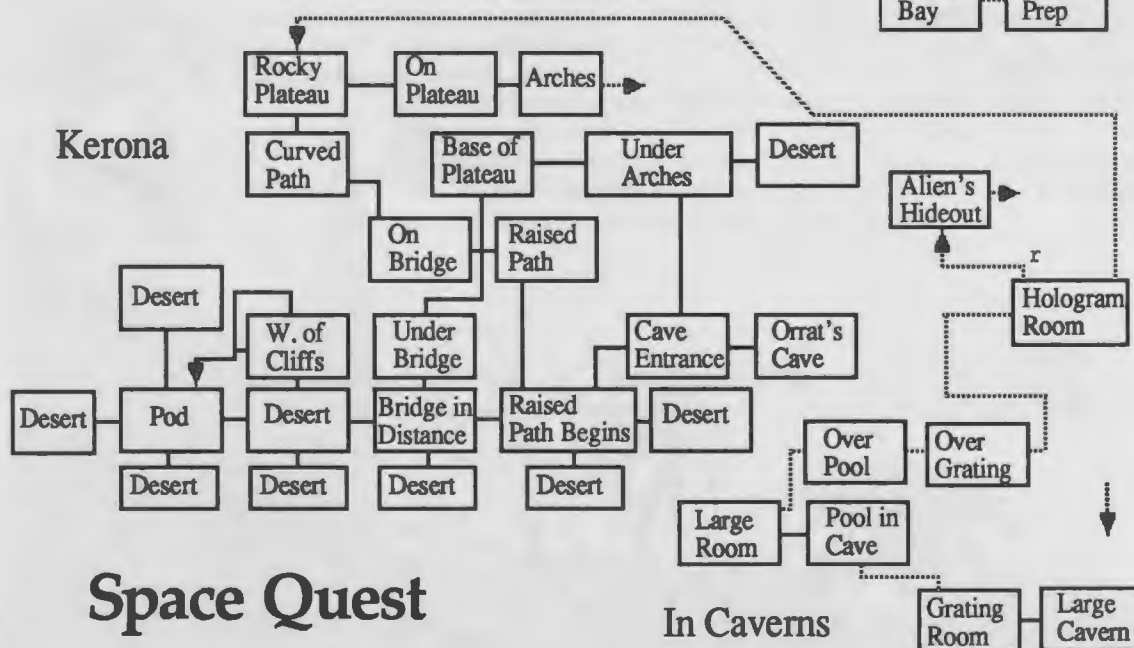 Bay
Prep
Rocky
Plateau
On
Plateau
Arches
Kerona
Curved
Path
Base of
Plateau
Under
Arches
Desert
Alien's
Hideout
On
Bridge
Raised
Path
r
Desert
Hologram
Room
W. of
Cliffs
Under
Bridge
Cave
Entrance
Orrat's
Cave
Desert
Pod
Desert
Bridge in
Distance
Raised
Path Begins
Desert
Over
Pool
Over
Grating
Desert
Desert
Desert
Desert
Large
Room
Pool in
Cave
Space Quest
In Caverns
Grating
Room
Large
Cavern